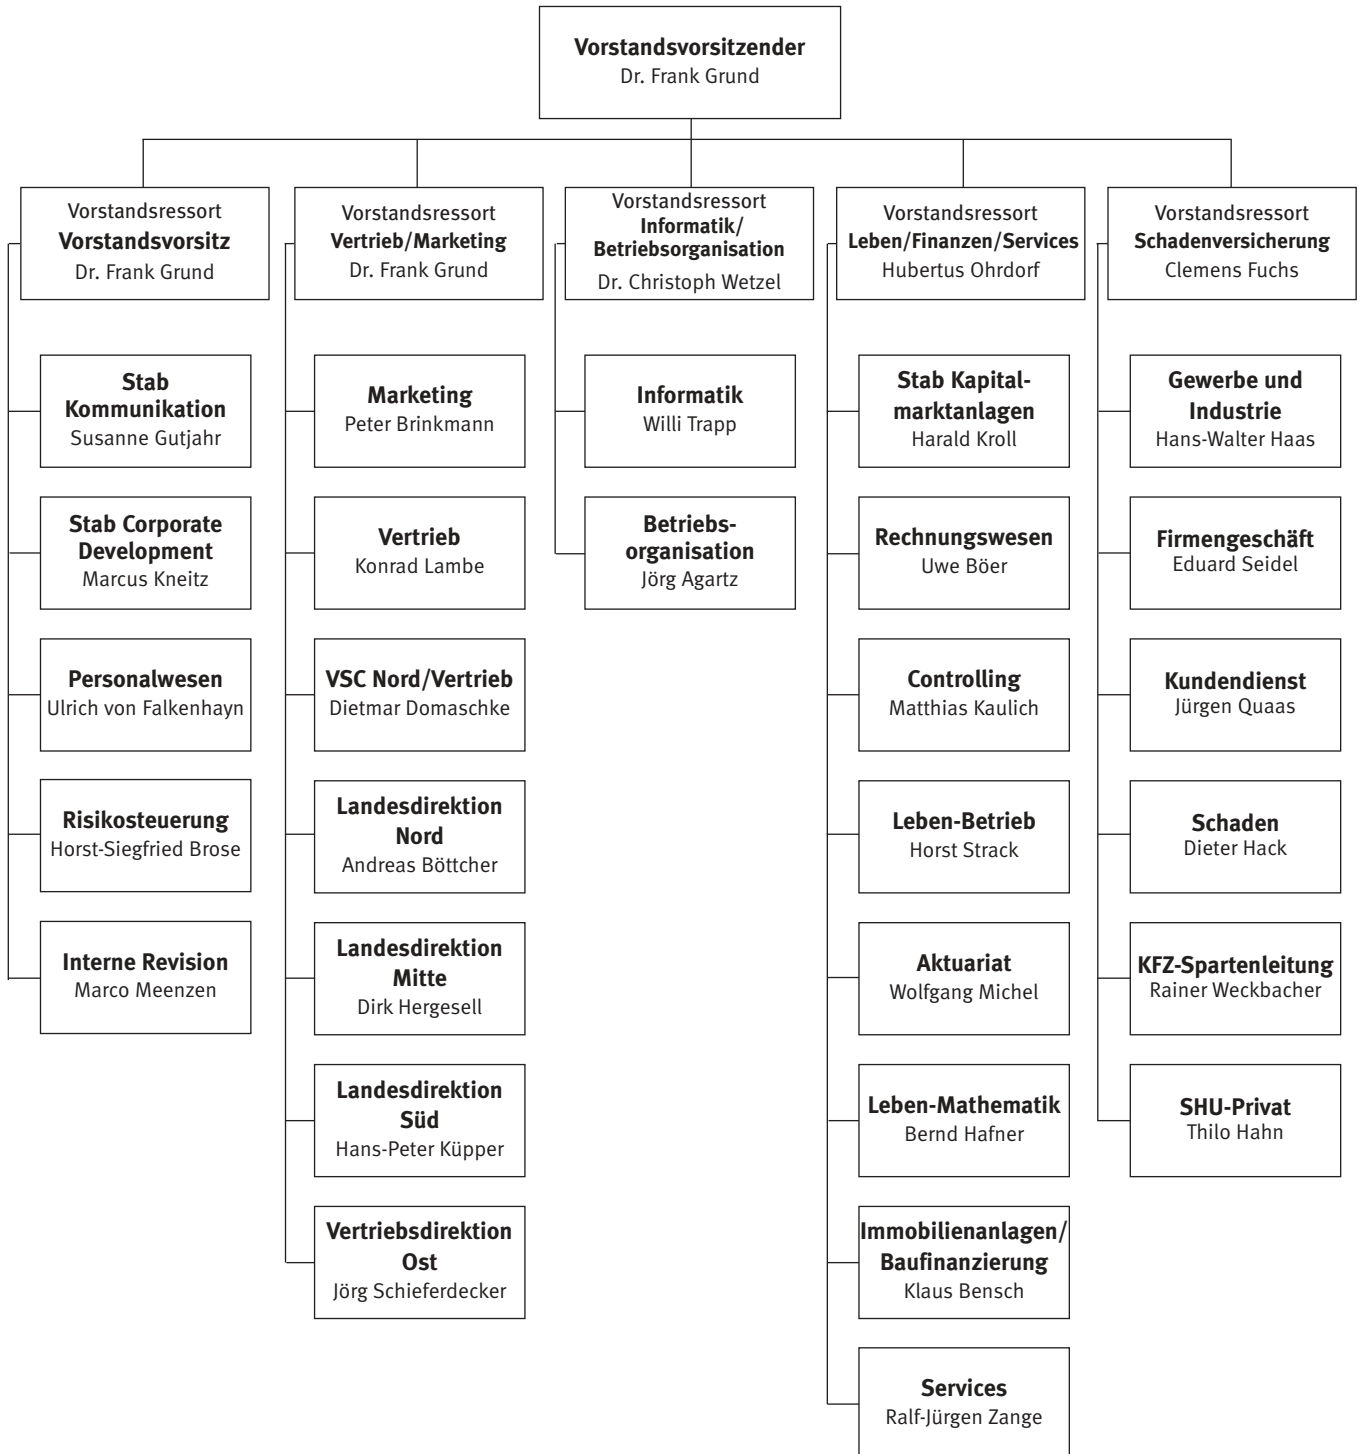 Vorstandsvorsitzender
Dr. Frank Grund
Vorstandsressort
Vorstandsvorsitz
Dr. Frank Grund
Stab
Kommunikation
Susanne Gutjahr
Stab Corporate
Development
Marcus Kneitz
Personalwesen
Ulrich von Falkenhayn
Risikosteuerung
Horst-Siegfried Brose
Interne Revision
Marco Meenzen
Vorstandsressort
Vertrieb/Marketing
Dr. Frank Grund
Marketing
Peter Brinkmann
Vertrieb
Konrad Lambe
VSC Nord/Vertrieb
Dietmar Domaschke
Landesdirektion
Nord
Andreas Böttcher
Landesdirektion
Mitte
Dirk Hergesell
Landesdirektion
Süd
Hans-Peter Küpper
Vertriebsdirektion
Ost
Jörg Schieferdecker
Vorstandsressort
Informatik/
Betriebsorganisation
Dr. Christoph Wetzel
Informatik
Willi Trapp
Betriebs-
organisation
Jörg Agartz
Vorstandsressort
Leben/Finanzen/Services
Hubertus Ohrdorf
Stab Kapital-
marktanlagen
Harald Kroll
Rechnungswesen
Uwe Böer
Controlling
Matthias Kaulich
Leben-Betrieb
Horst Strack
Aktuariat
Wolfgang Michel
Leben-Mathematik
Bernd Hafner
Immobilienanlagen/
Baufinanzierung
Klaus Bensch
Services
Ralf-Jürgen Zange
Vorstandsressort
Schadenversicherung
Clemens Fuchs
Gewerbe und
Industrie
Hans-Walter Haas
Firmengeschäft
Eduard Seidel
Kundendienst
Jürgen Quaas
Schaden
Dieter Hack
KFZ-Spartenleitung
Rainer Weckbacher
SHU-Privat
Thilo Hahn